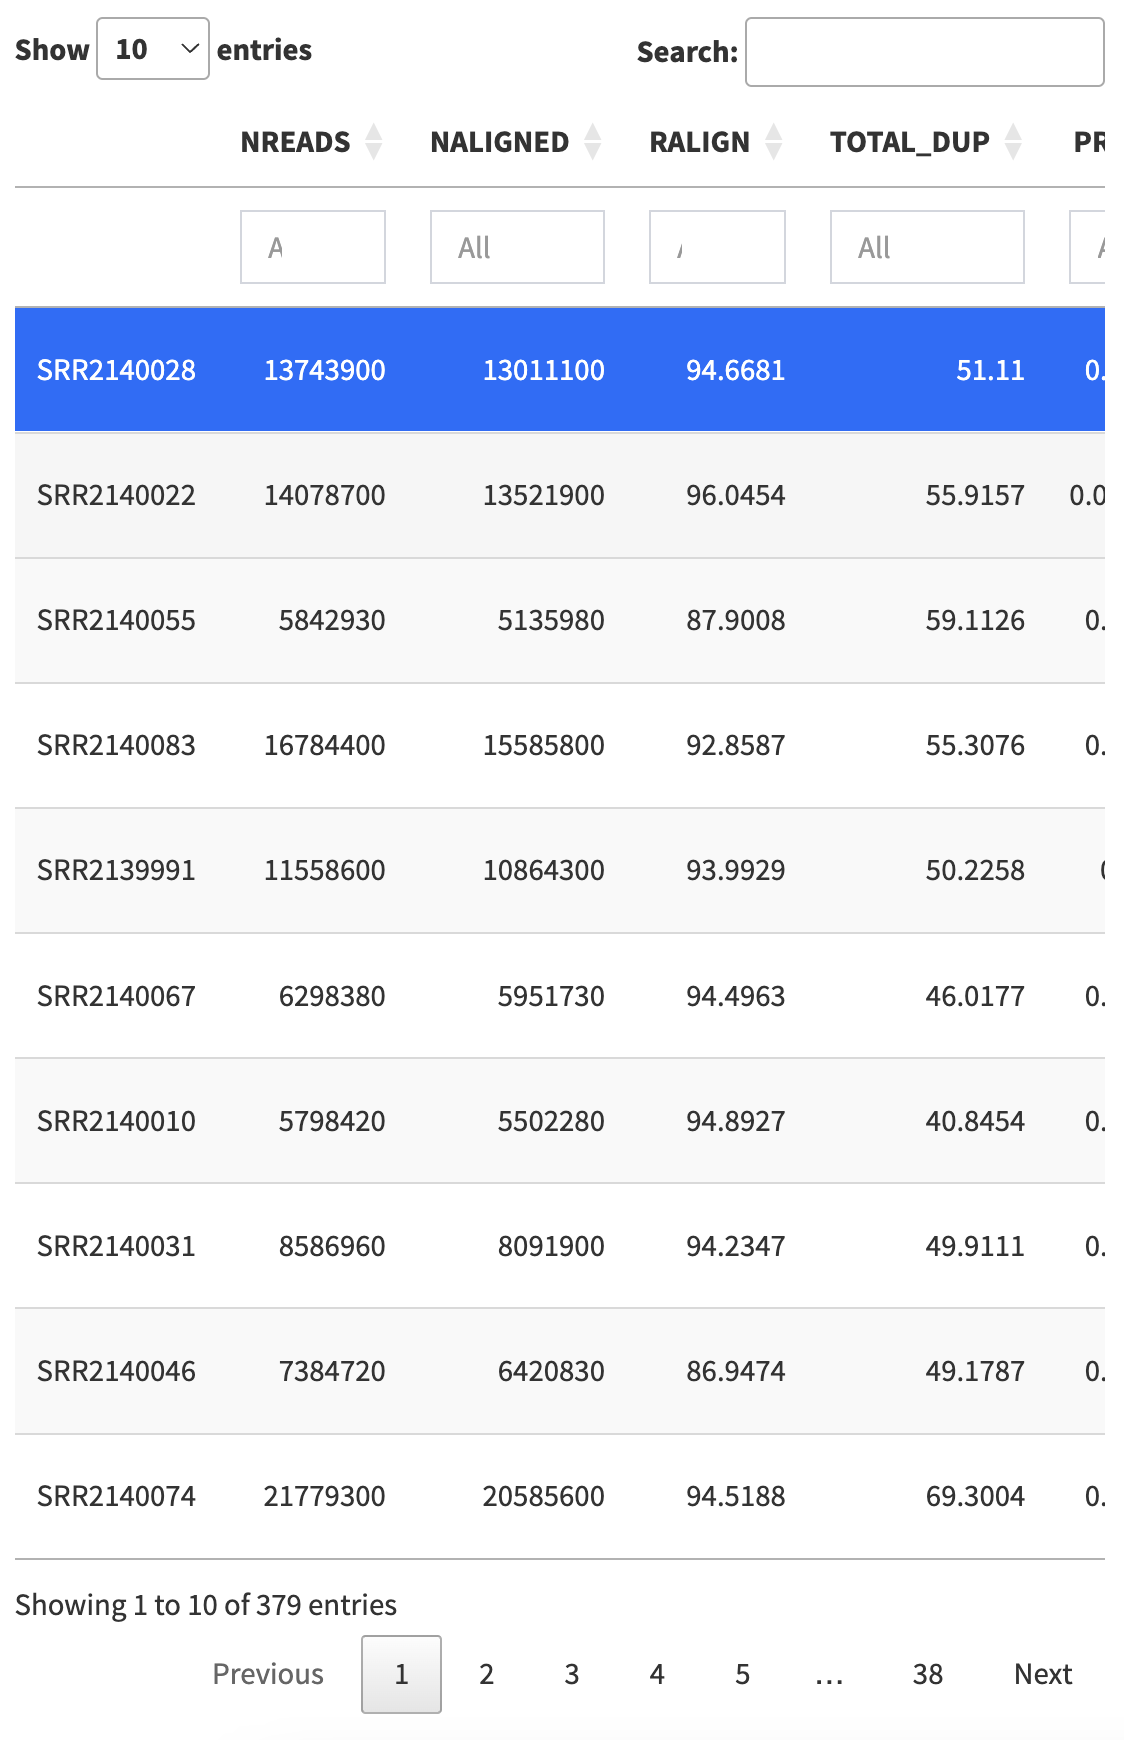 Show 10 entries
Search:
NREADS NALIGNED RALIGN TOTAL_DUP PR
A All All
SRR2140028 13743900 13011100 94.6681 51.11 0.
SRR2140022 14078700 13521900 96.0454 55.9157 0.0
SRR2140055 5842930 5135980 87.9008 59.1126 0.
SRR2140083 16784400 15585800 92.8587 55.3076 0.
SRR2139991 11558600 10864300 93.9929 50.2258
SRR2140067 6298380 5951730 94.4963 46.0177 0.
SRR2140010 5798420 5502280 94.8927 40.8454 0.
SRR2140031 8586960 8091900 94.2347 49.9111 0.
SRR2140046 7384720 6420830 86.9474 49.1787 0.
SRR2140074 21779300 20585600 94.5188 69.3004 0.
Showing 1 to 10 of 379 entries
Previous 1 2 3 4 5 … 38 Next